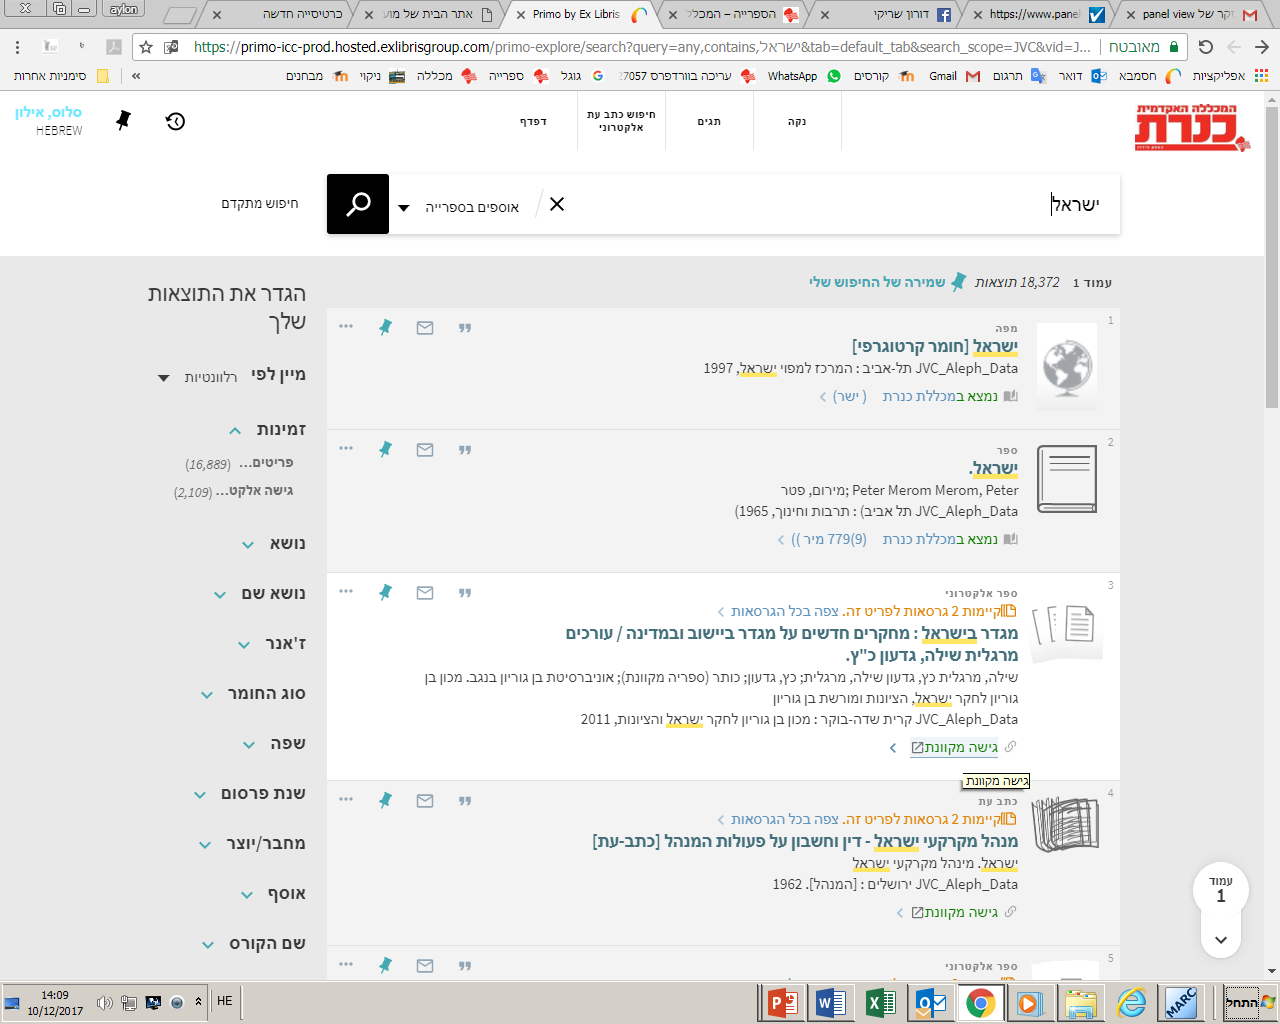 aylon
כרטיסייה חדשה
אתר הבית של מוע
Primo by Ex Libris
הספרייה – המכלל
דורון שריקי
https://www.panel
סקר של panel view
https://primo-icc-prod.hosted.exlibrisgroup.com/primo-explore/search?query=any,contains,ישראל&tab=default_tab&search_scope=JVC&vid=J...
מאובטח
אפליקציות
חסמבא
דואר
תרגום
Gmail
קורסים
WhatsApp
עריכה בוורדפרס 27057
גוגל
ספרייה
מכללה
ניקוי
מבחנים
»
סימניות אחרות
המכללה האקדמית
כנרת
נקה
תגים
חיפוש כתב עת
אלקטרוני
דפדף
סלוס, אילון
HEBREW
ישראל
אוספים בספרייה
חיפוש מתקדם
עמוד 1
18,372 תוצאות
שמירה של החיפוש שלי
הגדר את התוצאות
שלך
מיין לפי רלוונטיות
זמינות
פריטים... (16,889)
גישה אלקט... (2,109)
נושא
נושא שם
ז'אנר
סוג החומר
שפה
שנת פרסום
מחבר/יוצר
אוסף
שם הקורס
1
מפה
ישראל [חומר קרטוגרפי]
JVC_Aleph_Data תל-אביב : המרכז למפוי ישראל, 1997
נמצא במכללת כנרת (ישר )
2
ספר
ישראל.
Peter Merom Merom, Peter ;מירום, פטר
JVC_Aleph_Data תל אביב) : תרבות וחינוך, 1965)
נמצא במכללת כנרת (9)779 מיר ))
3
ספר אלקטרוני
קיימות 2 גרסאות לפריט זה. צפה בכל הגרסאות
מגדר בישראל : מחקרים חדשים על מגדר ביישוב ובמדינה / עורכים
מרגלית שילה, גדעון כ"ץ.
שילה, מרגלית כץ, גדעון שילה, מרגלית; כץ, גדעון; כותר (ספריה מקוונת); אוניברסיטת בן גוריון בנגב. מכון בן
גוריון לחקר ישראל, הציונות ומורשת בן גוריון
JVC_Aleph_Data קרית שדה-בוקר : מכון בן גוריון לחקר ישראל והציונות, 2011
גישה מקוונת
גישה מקוונת
4
כתב עת
קיימות 2 גרסאות לפריט זה. צפה בכל הגרסאות
מנהל מקרקעי ישראל - דין וחשבון על פעולות המנהל [כתב-עת]
ישראל. מינהל מקרקעי ישראל
JVC_Aleph_Data ירושלים : [המנהל]. 1962
גישה מקוונת
5
ספר אלקטרוני
עמוד
1
התחל
MARC
HE
14:09
10/12/2017